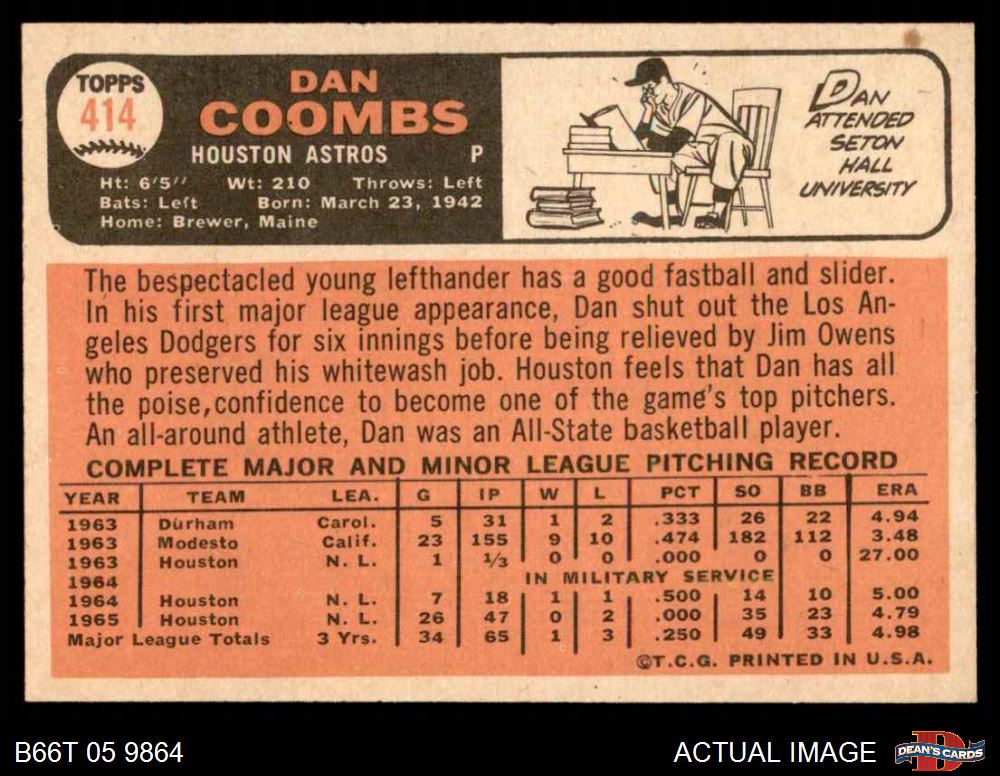 TOPPS
414
DAN
COOMBS
HOUSTON ASTROS P
Ht: 6'5" Wt: 210 Throws: Left
Bats: Left Born: March 23, 1942
Home: Brewer, Maine
DAN
ATTENDED
SETON
HALL
UNIVERSITY
The bespectacled young lefthander has a good fastball and slider.
In his first major league appearance, Dan shut out the Los An-
geles Dodgers for six innings before being relieved by Jim Owens
who preserved his whitewash job. Houston feels that Dan has all
the poise, confidence to become one of the game's top pitchers.
An all-around athlete, Dan was an All-State basketball player.
COMPLETE MAJOR AND MINOR LEAGUE PITCHING RECORD
YEAR TEAM LEA. G IP W L PCT SO BB ERA
1963 Durham Carol. 5 31 1 2 .333 26 22 4.94
1963 Modesto Calif. 23 155 9 10 .474 182 112 3.48
1963 Houston N. L. 1 1/3 0 0 .000 0 0 27.00
1964 IN MILITARY SERVICE
1964 Houston N. L. 7 18 1 1 .500 14 10 5.00
1965 Houston N. L. 26 47 0 2 .000 35 23 4.79
Major League Totals 3 Yrs. 34 65 1 3 .250 49 33 4.98
©T.C.G. PRINTED IN U.S.A.
B66T 05 9864 ACTUAL IMAGE DEAN'S CARDS